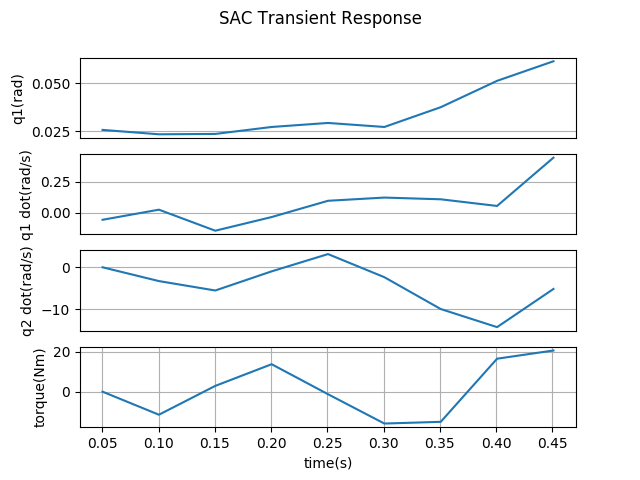 SAC Transient Response
q1(rad)
0.050
0.025
q1 dot(rad/s)
0.25
0.00
q2 dot(rad/s)
0
−10
torque(Nm)
20
0
0.05 0.10 0.15 0.20 0.25 0.30 0.35 0.40 0.45
time(s)